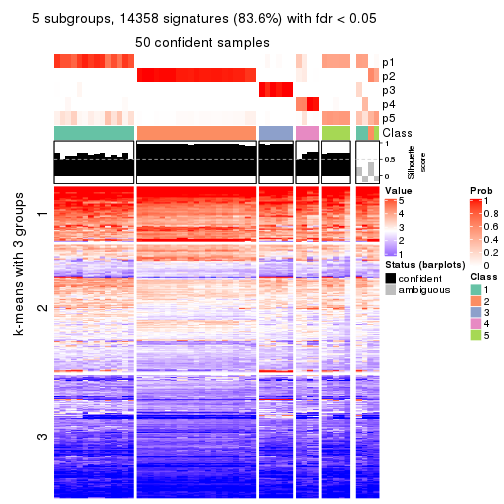 5 subgroups, 14358 signatures (83.6%) with fdr < 0.05
50 confident samples
p1
p2
p3
p4
p5
Class
1
0.5
0
Silhouette
score
k-means with 3 groups
1
2
3
Value
5
4
3
2
1
Status (barplots)
confident
ambiguous
Prob
1
0.8
0.6
0.4
0.2
0
Class
1
2
3
4
5